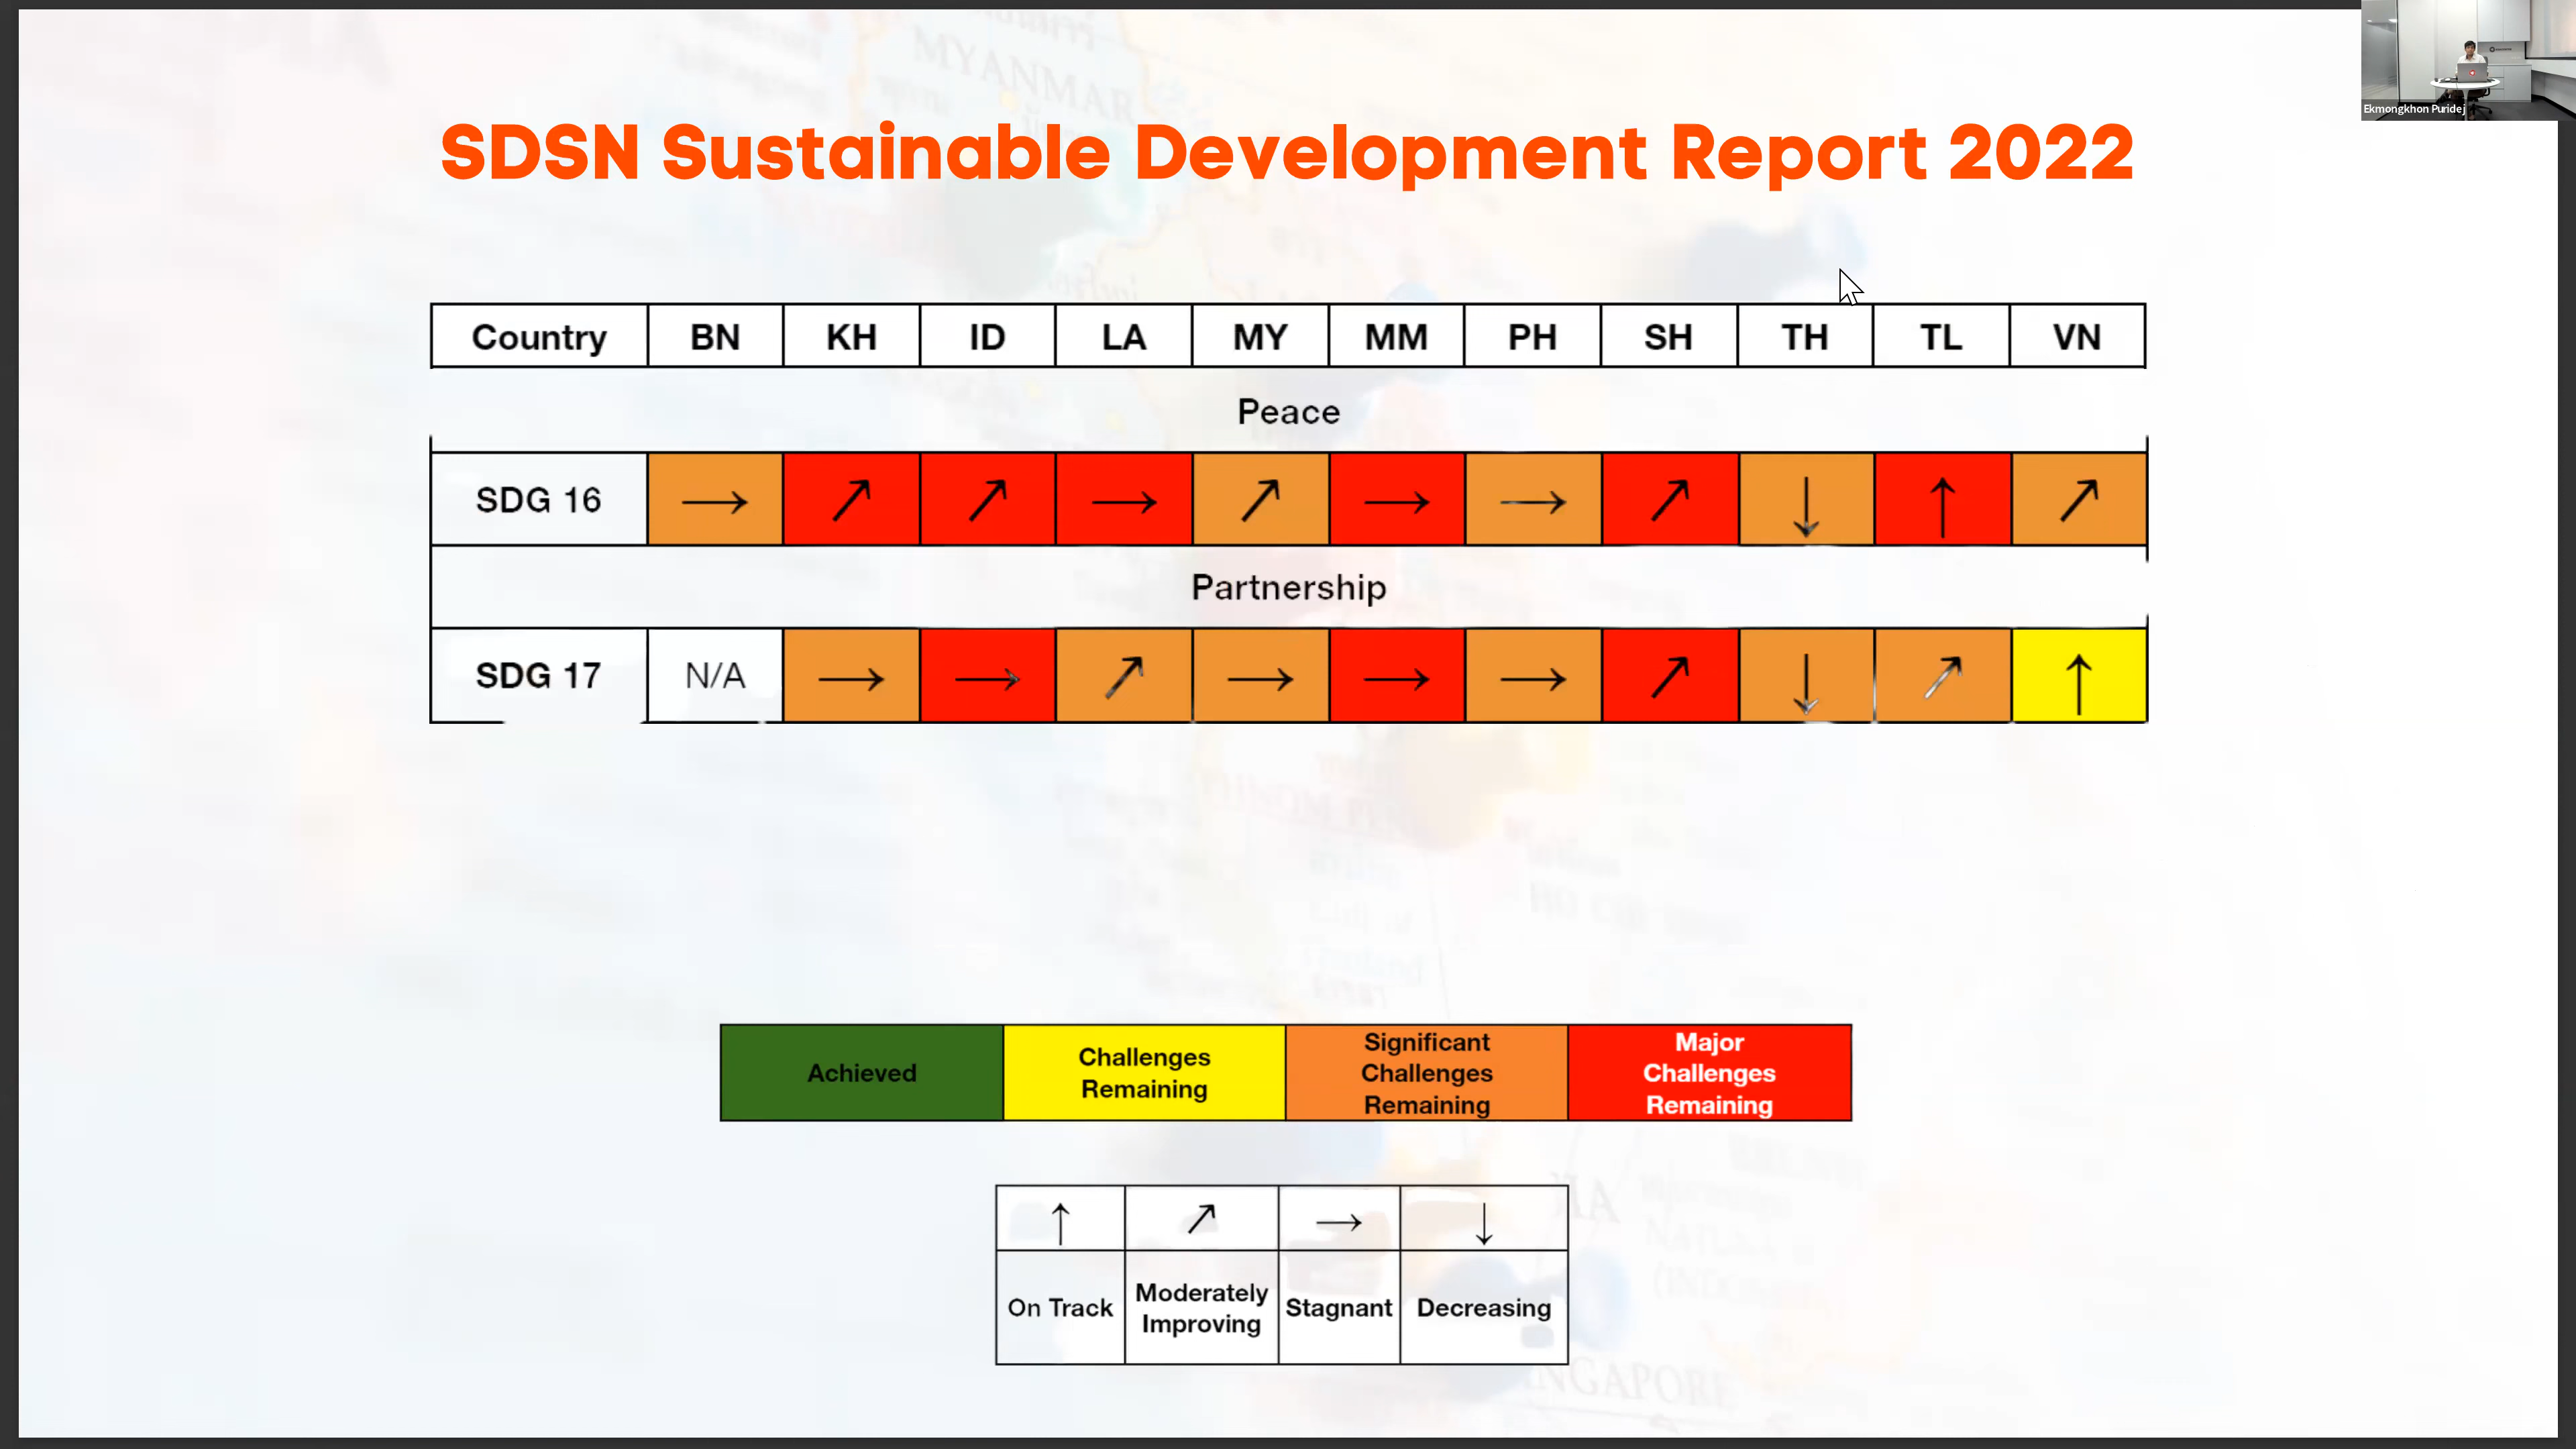 MYANMAR
Ekmongkhon Puridej
SDSN Sustainable Development Report 2022
Country BN KH ID LA MY MM PH SH TH TL VN
Peace
SDG 16 → ↗ ↗ → ↗ → → ↗ ↓ ↑ ↗
Partnership
SDG 17 N/A → → ↗ → → → ↗ ↓ ↗ ↑
Achieved
Challenges
Remaining
Significant
Challenges
Remaining
Major
Challenges
Remaining
↑ ↗ → ↓
On Track
Moderately
Improving
Stagnant
Decreasing